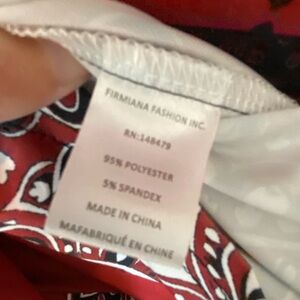 FIRMIANA FASHION INC.
RN:148479
95% POLYESTER
5% SPANDEX
MADE IN CHINA
MAFABRIQUÉ EN CHINE